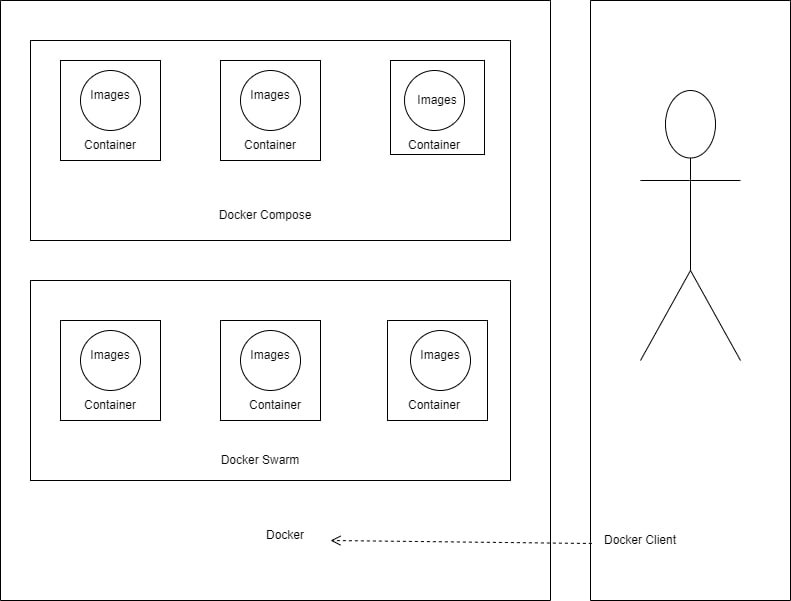 Images
Images
Images
Container
Container
Container
Docker Compose
Images
Images
Images
Container
Container
Container
Docker Swarm
Docker
Docker Client